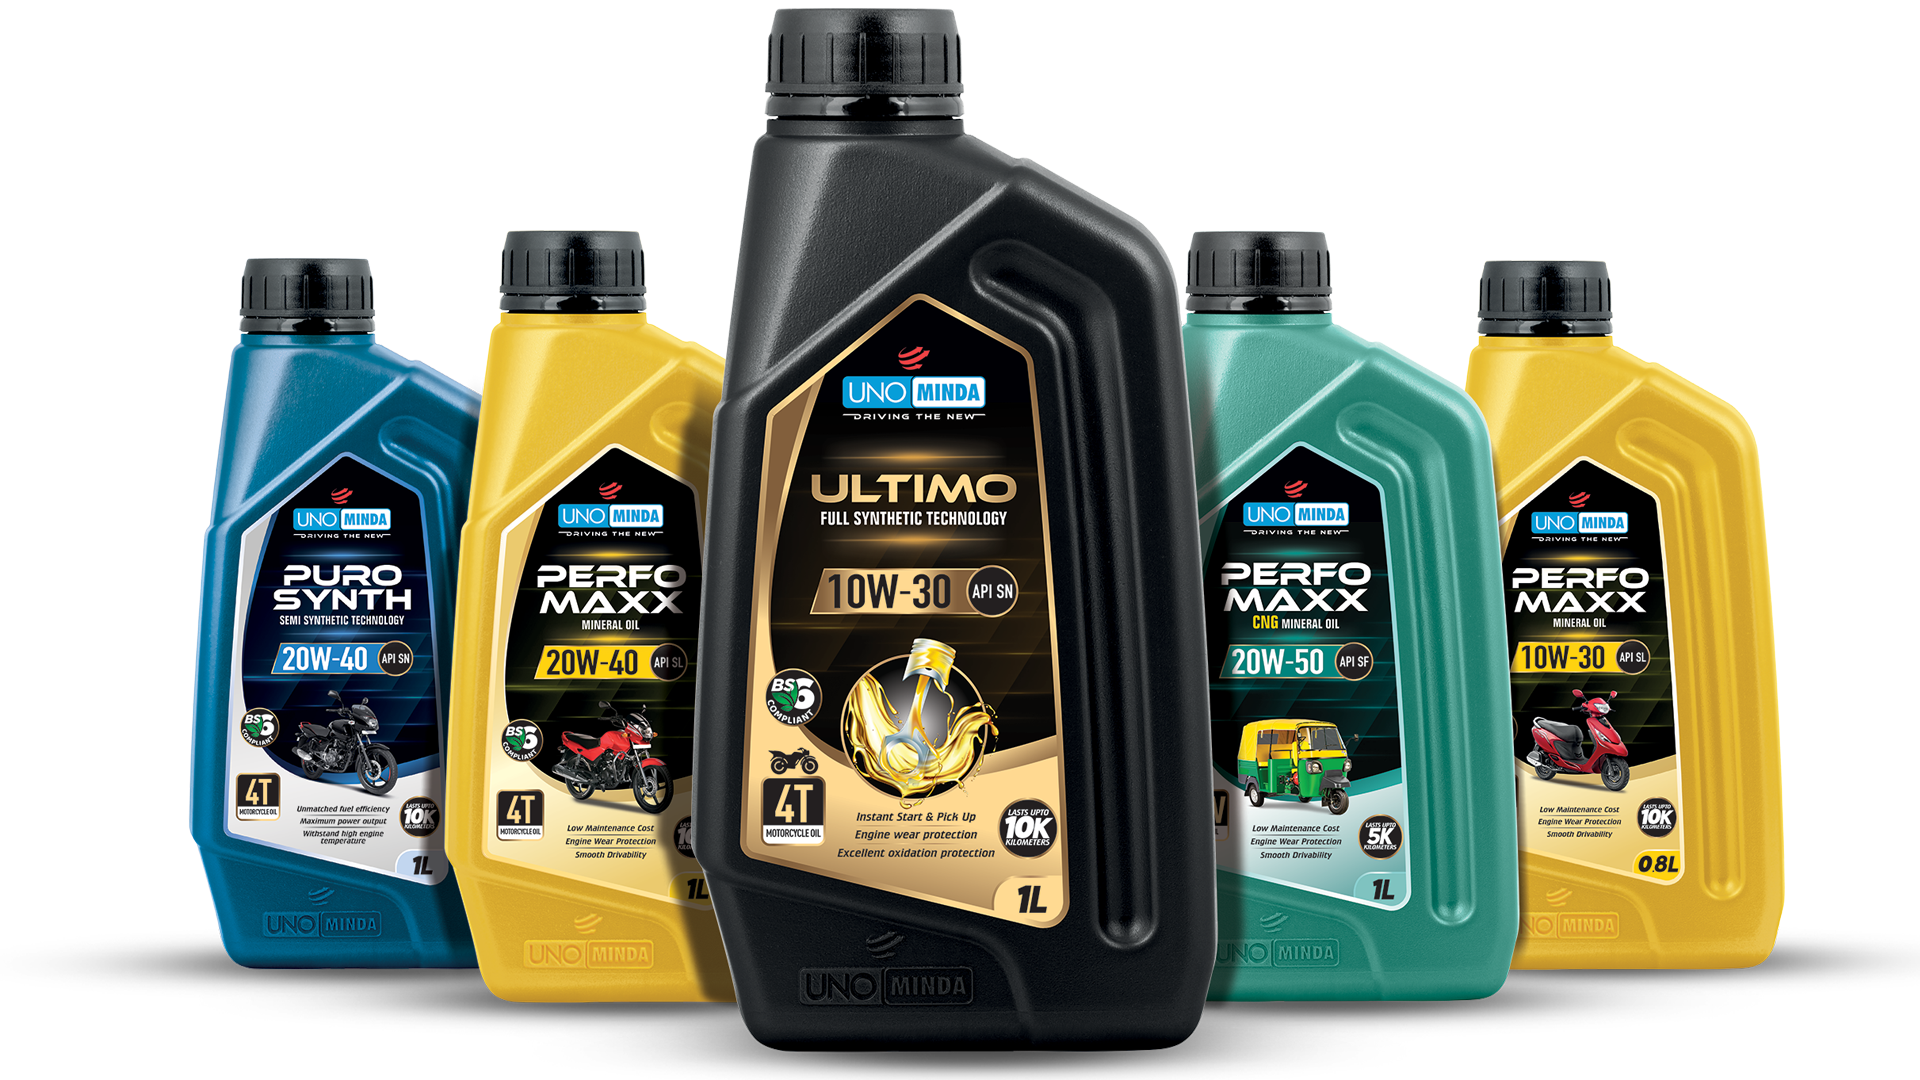 UNO MINDA
DRIVING THE NEW
PURO
SYNTH
SEMI SYNTHETIC TECHNOLOGY
20W-40 API SN
BS6
COMPLIANT
4T
MOTORCYCLE OIL
Unmatched fuel efficiency
Maximum power output
Withstand high engine
temperature
LASTS UPTO
10K
KILOMETERS
1L
UNO MINDA
UNO MINDA
DRIVING THE NEW
PERFO
MAXX
MINERAL OIL
20W-40 API SL
BS6
COMPLIANT
4T
MOTORCYCLE OIL
Low Maintenance Cost
Engine Wear Protection
Smooth Drivability
1L
UNO MINDA
UNO MINDA
DRIVING THE NEW
ULTIMO
FULL SYNTHETIC TECHNOLOGY
10W-30 API SN
BS6
COMPLIANT
4T
MOTORCYCLE OIL
Instant Start & Pick Up
Engine wear protection
Excellent oxidation protection
LASTS UPTO
10K
KILOMETERS
1L
UNO MINDA
UNO MINDA
DRIVING THE NEW
PERFO
MAXX
CNG MINERAL OIL
20W-50 API SF
Low Maintenance Cost
Engine Wear Protection
Smooth Drivability
LASTS UPTO
5K
KILOMETERS
1L
UNO MINDA
UNO MINDA
DRIVING THE NEW
PERFO
MAXX
MINERAL OIL
10W-30 API SL
Low Maintenance Cost
Engine Wear Protection
Smooth Drivability
LASTS UPTO
10K
KILOMETERS
0.8L
UNO MINDA